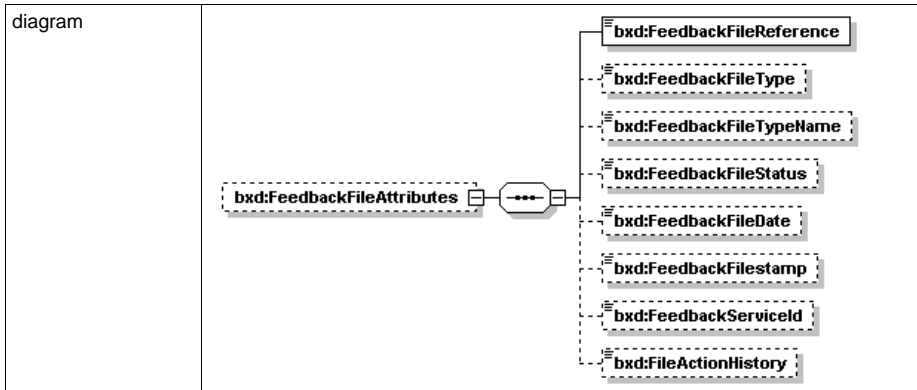 diagram
bxd:FeedbackFileReference
bxd:FeedbackFileType
bxd:FeedbackFileTypeName
bxd:FeedbackFileStatus
bxd:FeedbackFileAttributes
bxd:FeedbackFileDate
bxd:FeedbackFilestamp
bxd:FeedbackServiceId
bxd:FileActionHistory